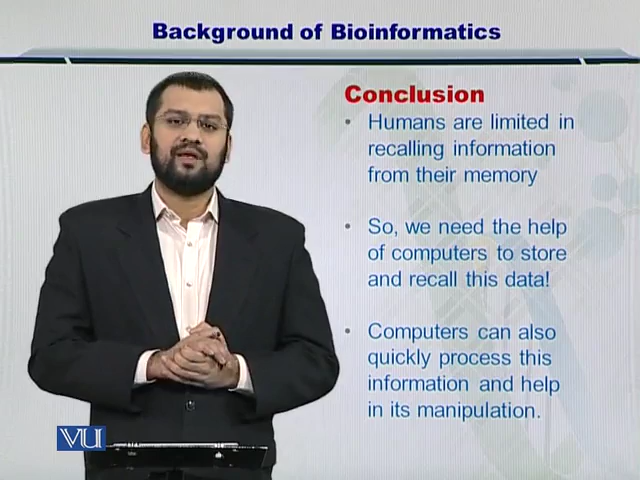 Background of Bioinformatics
Conclusion
• Humans are limited in
recalling information
from their memory
• So, we need the help
of computers to store
and recall this data!
• Computers can also
quickly process this
information and help
in its manipulation.
VU